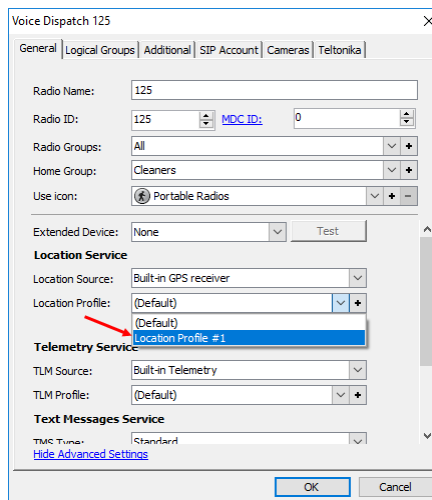 Voice Dispatch 125
General Logical Groups Additional SIP Account Cameras Teltonika
Radio Name: 125
Radio ID: 125 MDC ID: 0
Radio Groups: All
Home Group: Cleaners
Use icon: Portable Radios
Extended Device: None Test
Location Service
Location Source: Built-in GPS receiver
Location Profile: (Default)
(Default)
Location Profile #1
Telemetry Service
TLM Source: Built-in Telemetry
TLM Profile: (Default)
Text Messages Service
TMS Type: Standard
Hide Advanced Settings
OK Cancel